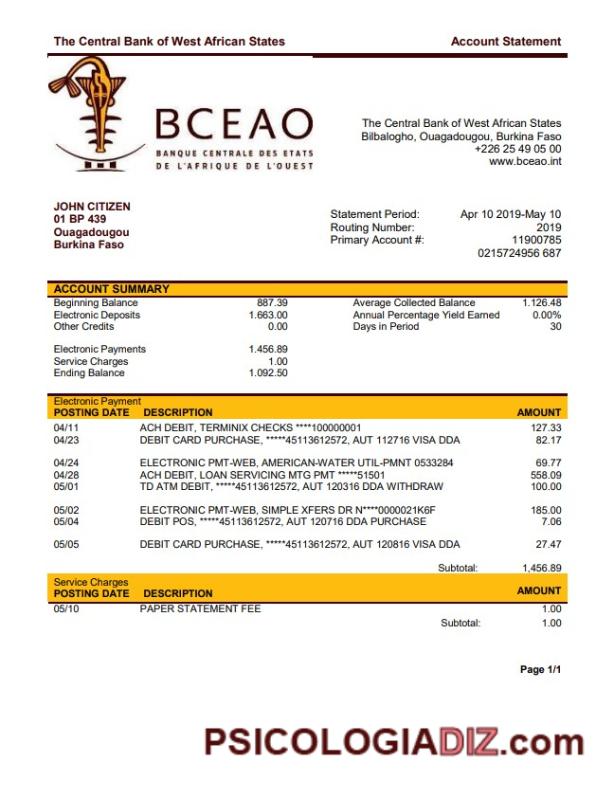 The Central Bank of West African States Account Statement
BCEAO
BANQUE CENTRALE DES ETATS
DE L'AFRIQUE DE L'OUEST
The Central Bank of West African States
Bilbalogho, Ouagadougou, Burkina Faso
+226 25 49 05 00
www.bceao.int
JOHN CITIZEN
01 BP 439
Ouagadougou
Burkina Faso
Statement Period: Apr 10 2019-May 10
Routing Number: 2019
Primary Account #: 11900785
0215724956 687
ACCOUNT SUMMARY
Beginning Balance 887.39 Average Collected Balance 1.126.48
Electronic Deposits 1.663.00 Annual Percentage Yield Earned 0.00%
Other Credits 0.00 Days in Period 30
Electronic Payments 1.456.89
Service Charges 1.00
Ending Balance 1.092.50
Electronic Payment
POSTING DATE DESCRIPTION AMOUNT
04/11 ACH DEBIT, TERMINIX CHECKS ****100000001 127.33
04/23 DEBIT CARD PURCHASE, *****45113612572, AUT 112716 VISA DDA 82.17
04/24 ELECTRONIC PMT-WEB, AMERICAN-WATER UTIL-PMNT 0533284 69.77
04/28 ACH DEBIT, LOAN SERVICING MTG PMT *****51501 558.09
05/01 TD ATM DEBIT, *****45113612572, AUT 120316 DDA WITHDRAW 100.00
05/02 ELECTRONIC PMT-WEB, SIMPLE XFERS DR N****0000021K6F 185.00
05/04 DEBIT POS, *****45113612572, AUT 120716 DDA PURCHASE 7.06
05/05 DEBIT CARD PURCHASE, *****45113612572, AUT 120816 VISA DDA 27.47
Subtotal: 1,456.89
Service Charges
POSTING DATE DESCRIPTION AMOUNT
05/10 PAPER STATEMENT FEE 1.00
Subtotal: 1.00
Page 1/1
PSICOLOGIADIZ.com